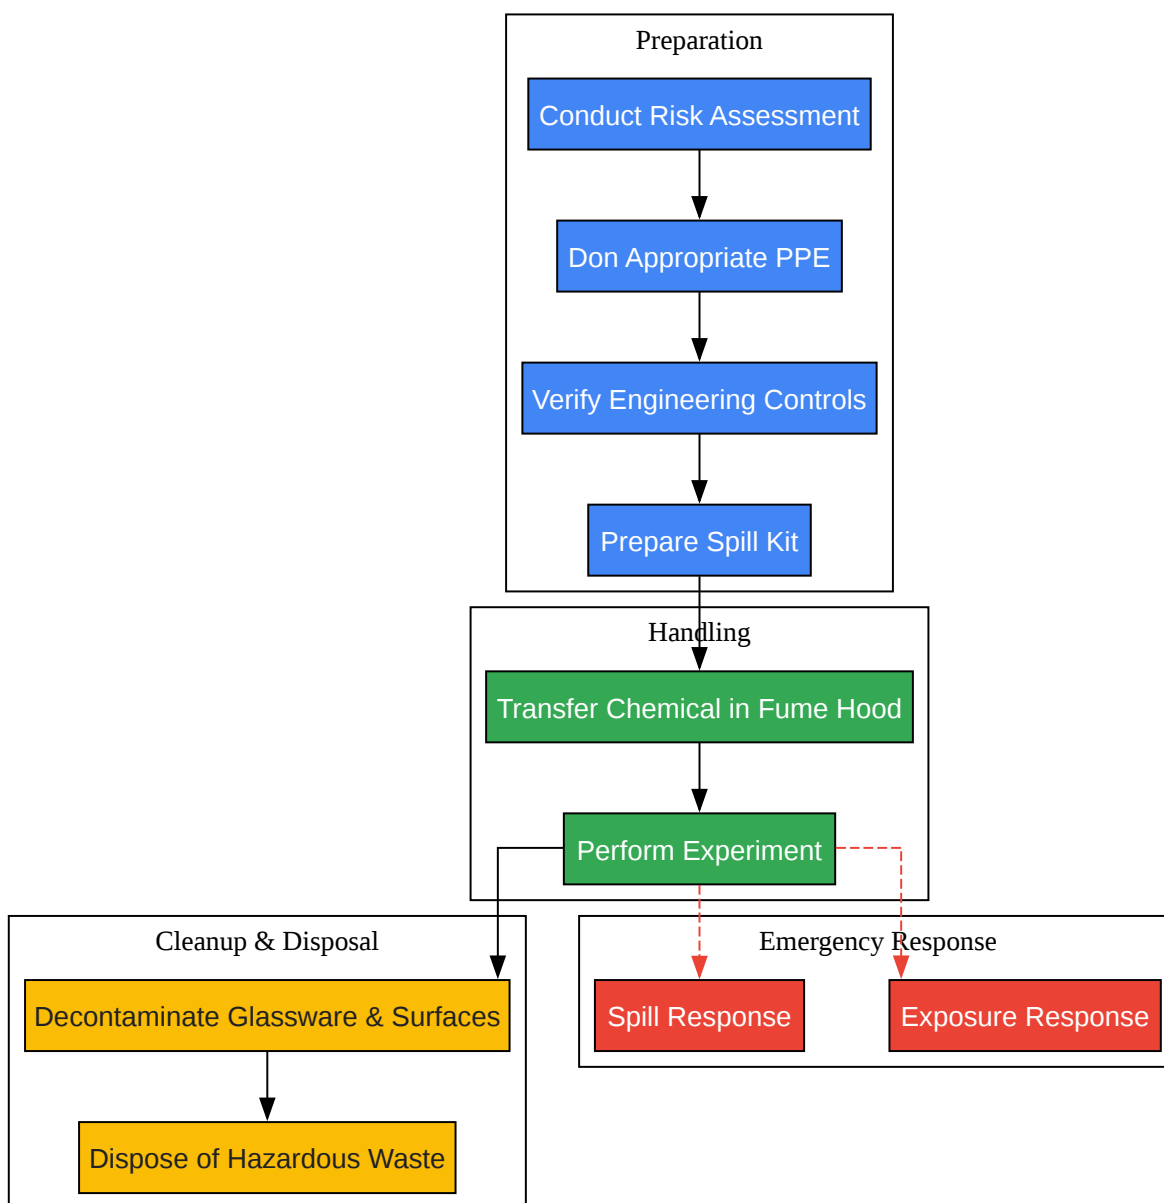 Preparation
Conduct Risk Assessment
Don Appropriate PPE
Verify Engineering Controls
Prepare Spill Kit
Handling
Transfer Chemical in Fume Hood
Perform Experiment
Cleanup & Disposal
Decontaminate Glassware & Surfaces
Dispose of Hazardous Waste
Emergency Response
Spill Response
Exposure Response